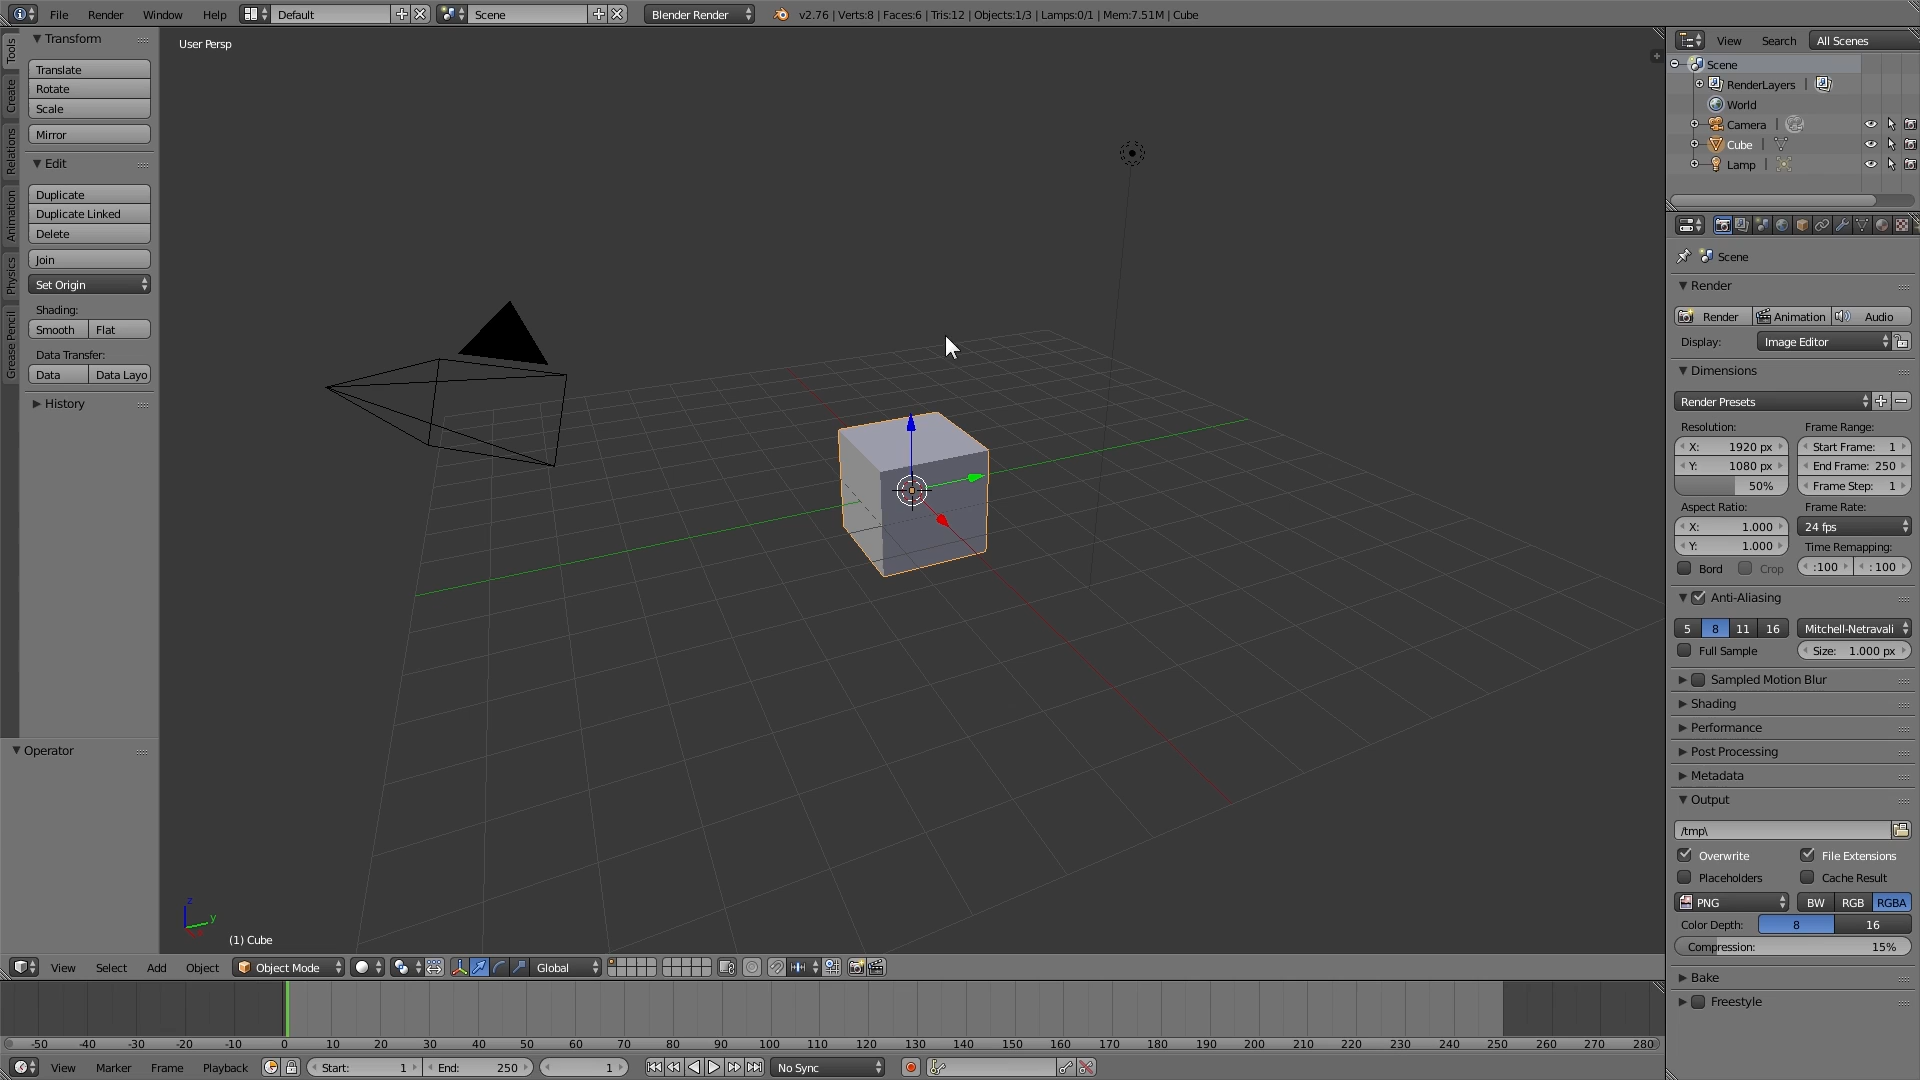 File Render Window Help Default Scene Blender Render v2.76 | Verts:8 | Faces:6 | Tris:12 | Objects:1/3 | Lamps:0/1 | Mem:7.51M | Cube
Tools
Create
Relations
Animation
Physics
Grease Pencil
Transform
Translate
Rotate
Scale
Mirror
Edit
Duplicate
Duplicate Linked
Delete
Join
Set Origin
Shading:
Smooth Flat
Data Transfer:
Data Data Layo
History
Operator
User Persp
z
y
(1) Cube
View Search All Scenes
Scene
RenderLayers |
World
Camera |
Cube |
Lamp |
Scene
Render
Render Animation Audio
Display: Image Editor
Dimensions
Render Presets
Resolution: Frame Range:
X: 1920 px Start Frame: 1
Y: 1080 px End Frame: 250
50% Frame Step: 1
Aspect Ratio: Frame Rate:
X: 1.000 24 fps
Y: 1.000 Time Remapping:
Bord Crop :100 : 100
Anti-Aliasing
5 8 11 16 Mitchell-Netravali
Full Sample Size: 1.000 px
Sampled Motion Blur
Shading
Performance
Post Processing
Metadata
Output
/tmp\
Overwrite File Extensions
Placeholders Cache Result
PNG BW RGB RGBA
Color Depth: 8 16
Compression: 15%
Bake
Freestyle
View Select Add Object Object Mode Global
-50 -40 -30 -20 -10 0 10 20 30 40 50 60 70 80 90 100 110 120 130 140 150 160 170 180 190 200 210 220 230 240 250 260 270 280
View Marker Frame Playback Start: 1 End: 250 1 No Sync